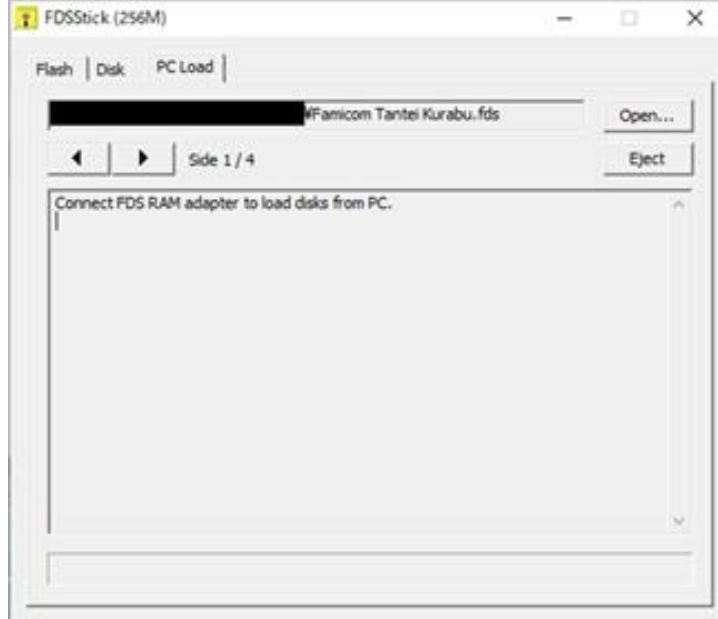 FDSStick (256M)
Flash Disk PC Load
¥Famicom Tantei Kurabu.fds Open...
Side 1 / 4 Eject
Connect FDS RAM adapter to load disks from PC.